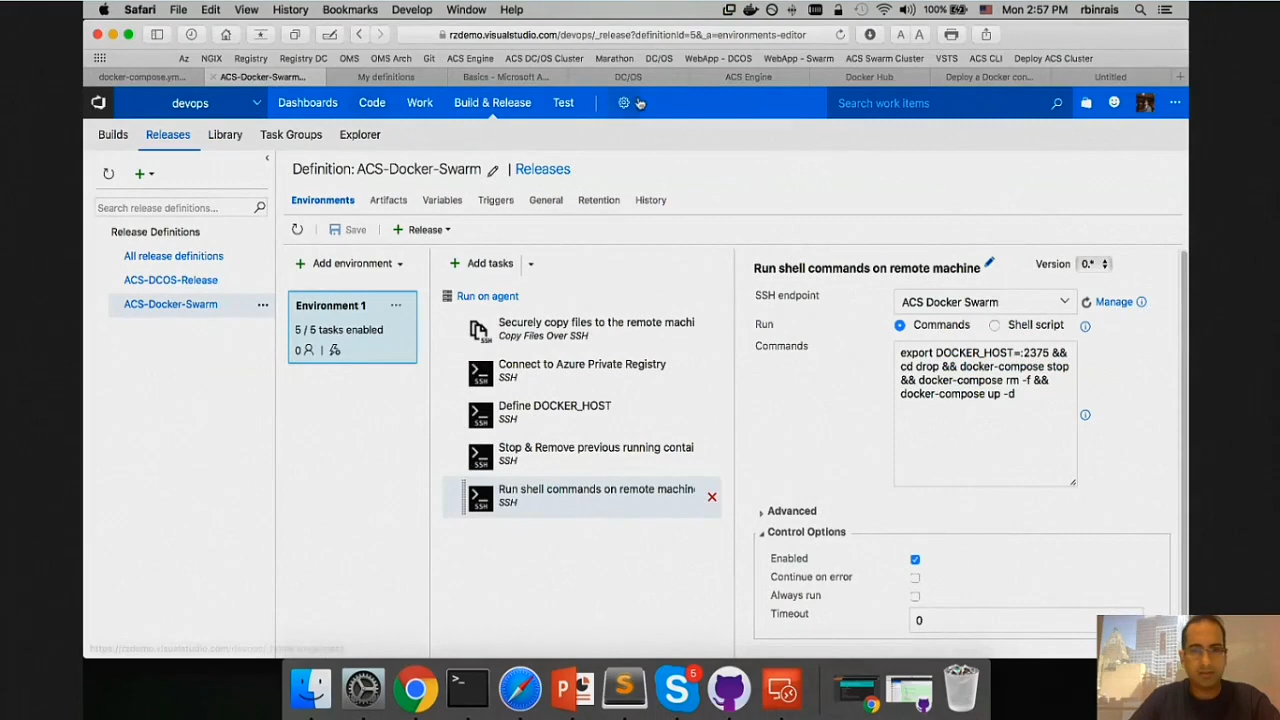 Safari File Edit View History Bookmarks Develop Window Help 100% Mon 2:57 PM rbinrais
rzdemo.visualstudio.com/devops/_release?definitionId=5&_a=environments-editor A A
Az NGIX Registry Registry DC OMS OMS Arch Git ACS Engine ACS DC/OS Cluster Marathon DC/OS WebApp - DCOS WebApp - Swarm ACS Swarm Cluster VSTS ACS CLI Deploy ACS Cluster
docker-compose.ym... ACS-Docker-Swarm... My definitions Basics - Microsoft A... DC/OS ACS Engine Docker Hub Deploy a Docker con... Untitled
devops Dashboards Code Work Build & Release Test Search work items
Builds Releases Library Task Groups Explorer
Definition: ACS-Docker-Swarm | Releases
Search release definitions...
Environments Artifacts Variables Triggers General Retention History
Release Definitions
Save + Release
All release definitions
ACS-DCOS-Release
ACS-Docker-Swarm ...
+ Add environment
Environment 1 ...
5 / 5 tasks enabled
0
+ Add tasks
Run on agent
Securely copy files to the remote machi
Copy Files Over SSH
Connect to Azure Private Registry
SSH
Define DOCKER_HOST
SSH
Stop & Remove previous running contai
SSH
Run shell commands on remote machin
SSH
Run shell commands on remote machine Version 0.*
SSH endpoint ACS Docker Swarm Manage
Run Commands Shell script
Commands
export DOCKER_HOST=:2375 &&
cd drop && docker-compose stop
&& docker-compose rm -f &&
docker-compose up -d
Advanced
Control Options
Enabled
Continue on error
Always run
Timeout 0
5